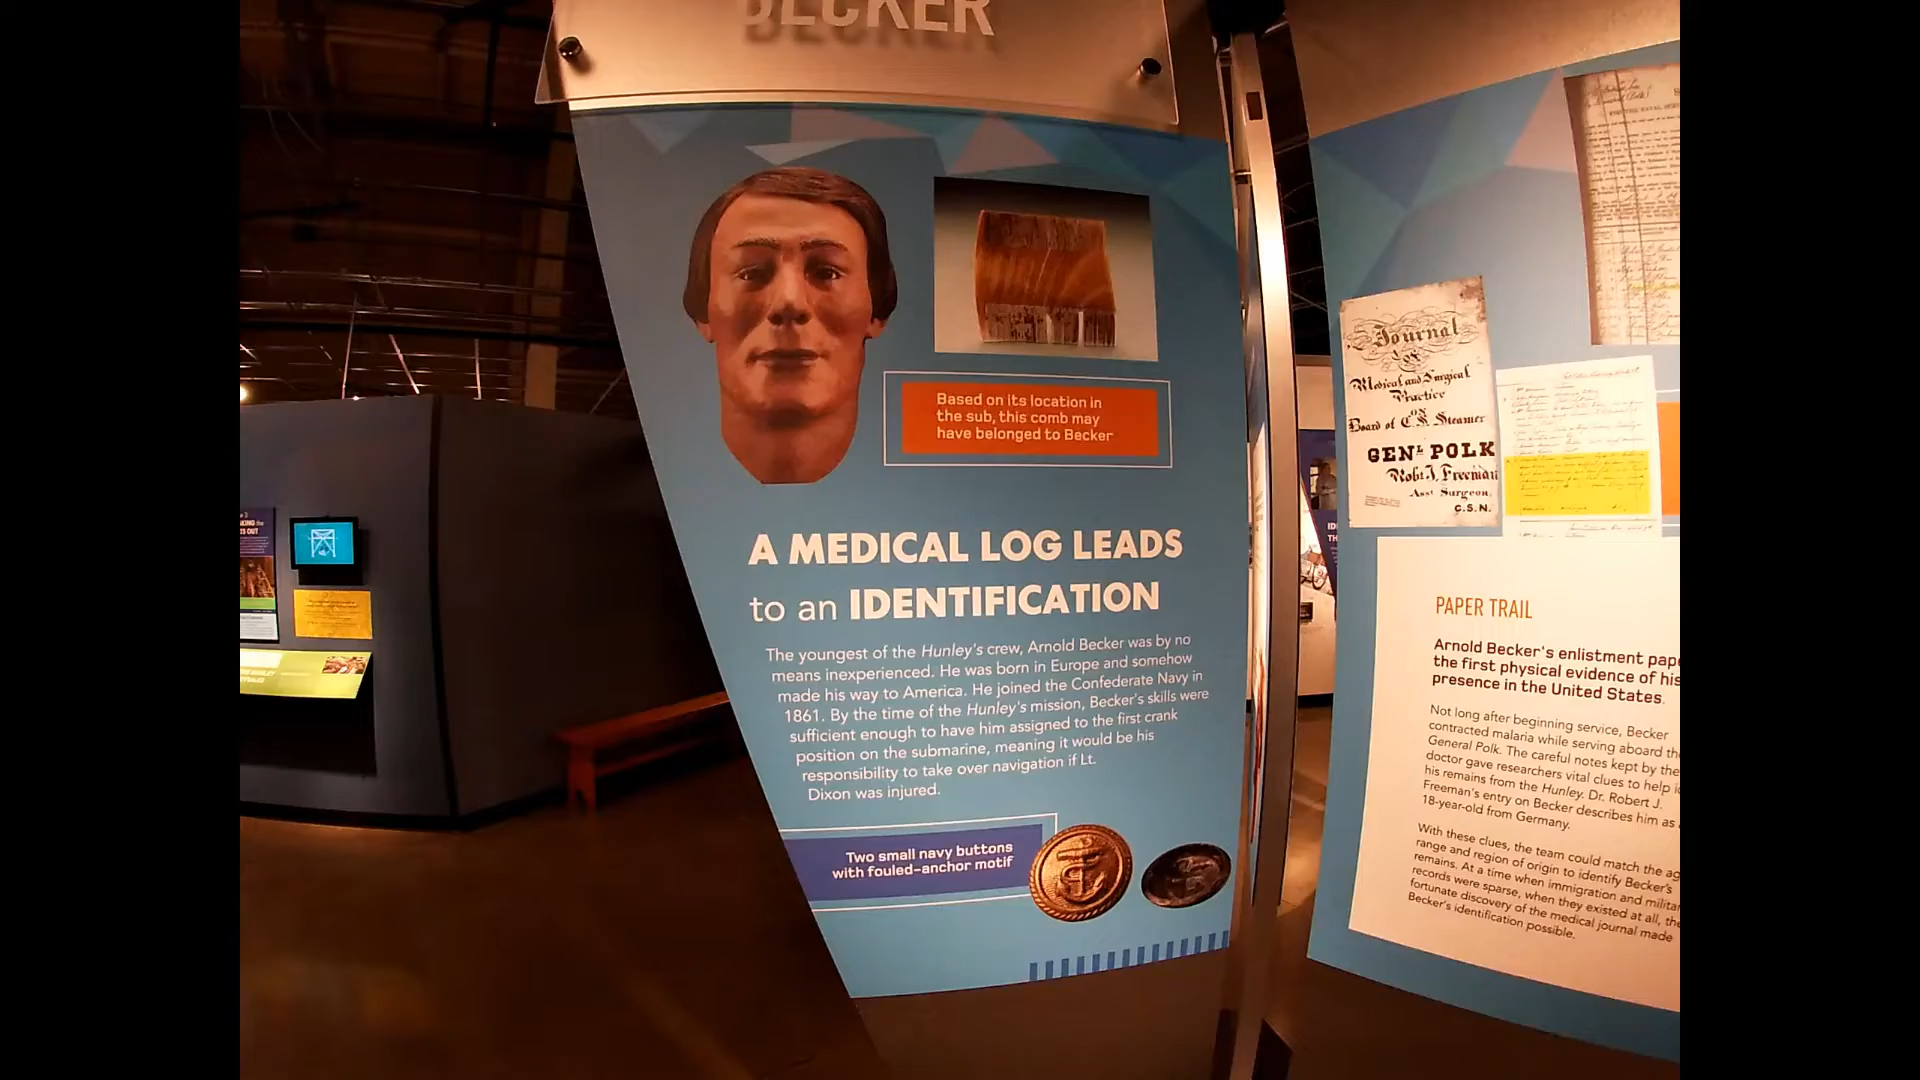 BECKER
Based on its location in
the sub, this comb may
have belonged to Becker
A MEDICAL LOG LEADS
to an IDENTIFICATION
The youngest of the Hunley's crew, Arnold Becker was by no
means inexperienced. He was born in Europe and somehow
made his way to America. He joined the Confederate Navy in
1861. By the time of the Hunley's mission, Becker's skills were
sufficient enough to have him assigned to the first crank
position on the submarine, meaning it would be his
responsibility to take over navigation if Lt.
Dixon was injured.
Two small navy buttons
with fouled-anchor motif
Journal
of
Medical and Surgical
Practice
on
Board of C.S. Steamer
GENL POLK
Robt J. Freeman
Asst Surgeon.
C.S.N.
PAPER TRAIL
Arnold Becker's enlistment
the first physical evidence of
presence in the United States.
Not long after beginning service, Becker
contracted malaria while serving aboard
General Polk. The careful notes kept by the
doctor gave researchers vital clues to help
his remains from the Hunley. Dr. Robert J.
Freeman's entry on Becker describes him as
18-year-old from Germany.
With these clues, the team could match the
range and region of origin to identify Becker's
remains. At a time when immigration and
records were sparse, when they existed at all,
fortunate discovery of the medical journal made
Becker's identification possible.